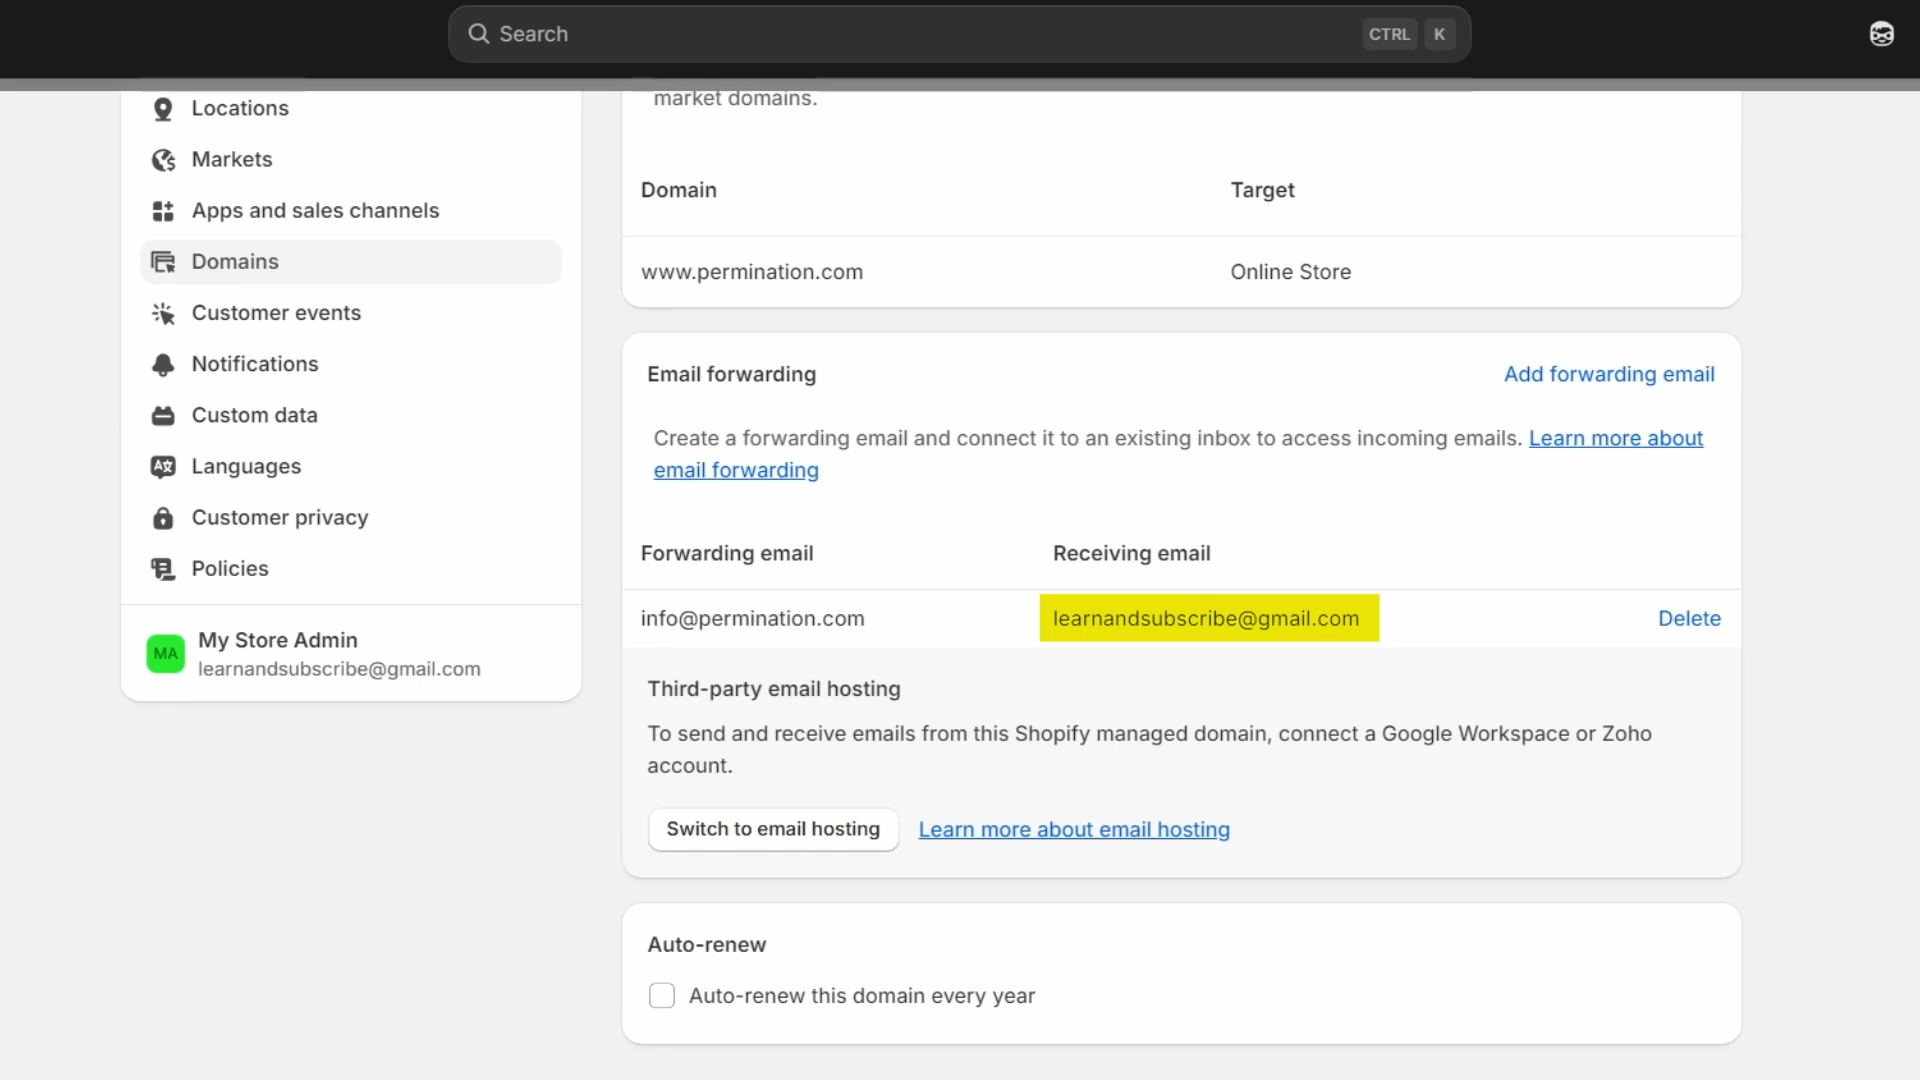 Search
CTRL K
Locations
Markets
Apps and sales channels
Domains
Customer events
Notifications
Custom data
Languages
Customer privacy
Policies
MA
My Store Admin
learnandsubscribe@gmail.com
market domains.
Domain Target
www.permination.com Online Store
Email forwarding Add forwarding email
Create a forwarding email and connect it to an existing inbox to access incoming emails. Learn more about
email forwarding
Forwarding email Receiving email
info@permination.com learnandsubscribe@gmail.com Delete
Third-party email hosting
To send and receive emails from this Shopify managed domain, connect a Google Workspace or Zoho
account.
Switch to email hosting Learn more about email hosting
Auto-renew
Auto-renew this domain every year